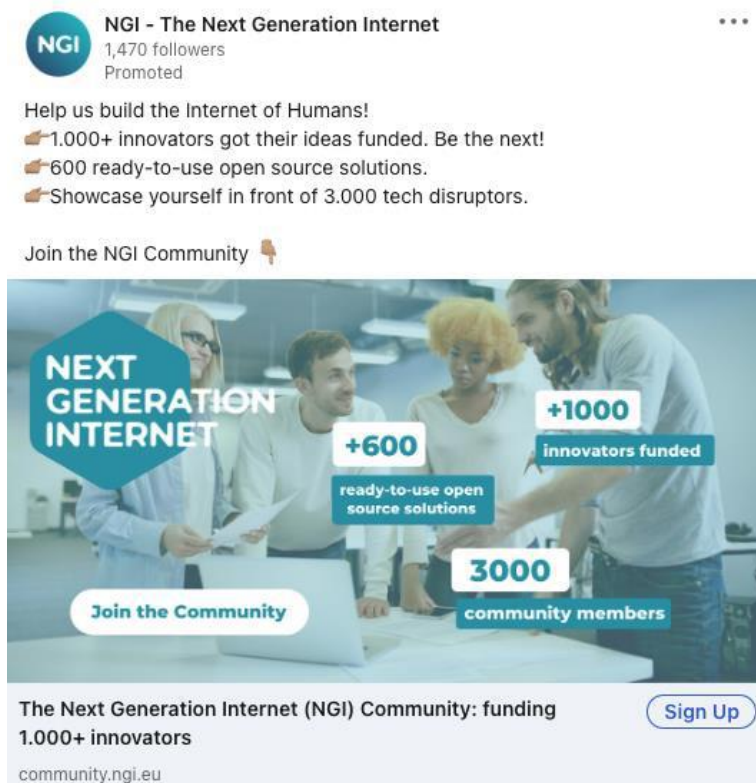 NGI
NGI - The Next Generation Internet
1,470 followers
Promoted
Help us build the Internet of Humans!
👉🏽1.000+ innovators got their ideas funded. Be the next!
👉🏽600 ready-to-use open source solutions.
👉🏽Showcase yourself in front of 3.000 tech disruptors.
Join the NGI Community 👇🏽
NEXT
GENERATION
INTERNET
+1000
innovators funded
+600
ready-to-use open
source solutions
3000
community members
Join the Community
The Next Generation Internet (NGI) Community: funding
1.000+ innovators
Sign Up
community.ngi.eu